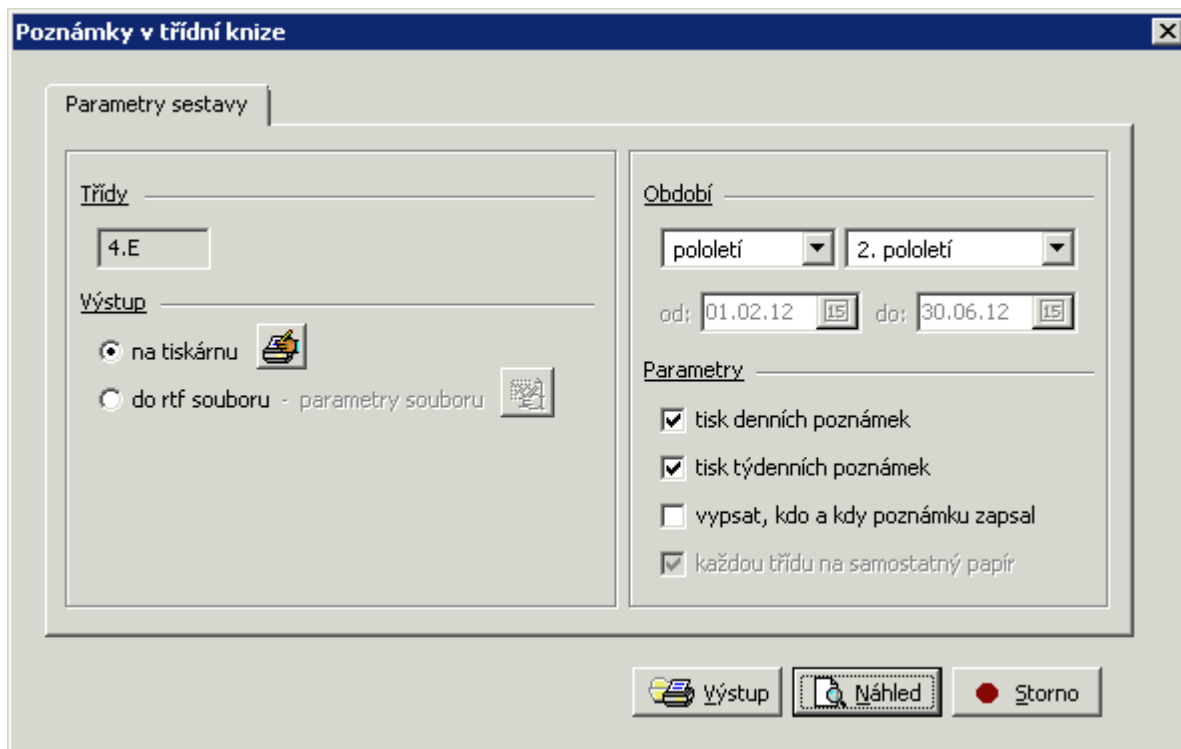 Poznámky v třídní knize
Parametry sestavy
Třídy
4.E
Výstup
na tiskárnu
do rtf souboru - parametry souboru
Období
pololetí 2. pololetí
od: 01.02.12 15 do: 30.06.12 15
Parametry
tisk denních poznámek
tisk týdenních poznámek
vypsat, kdo a kdy poznámku zapsal
každou třídu na samostatný papír
Výstup Náhled Storno